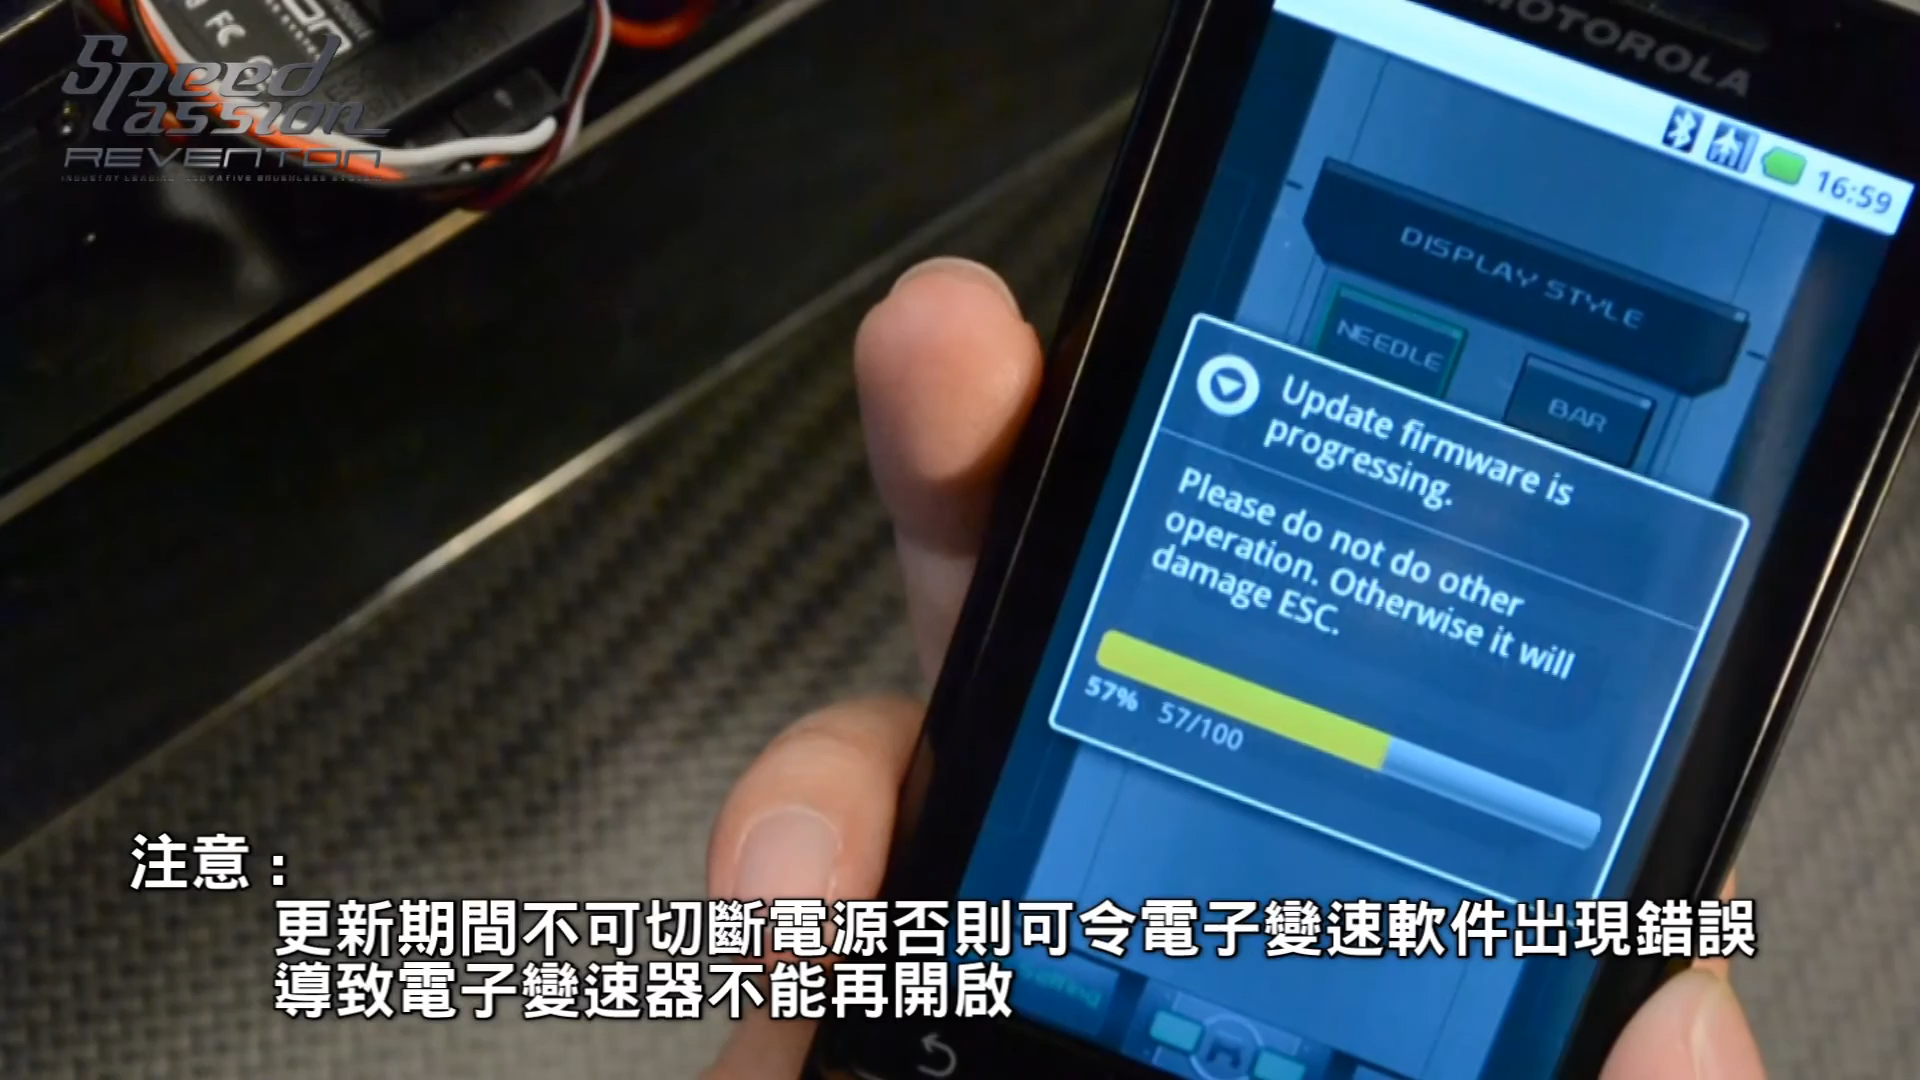 Speed
Passion
REVENTON
FC
MOTOROLA
16:59
DISPLAY STYLE
NEEDLE
BAR
Update firmware is
progressing.
Please do not do other
operation. Otherwise it will
damage ESC.
57% 57/100
注意：
更新期間不可切斷電源否則可令電子變速軟件出現錯誤
導致電子變速器不能再開啟